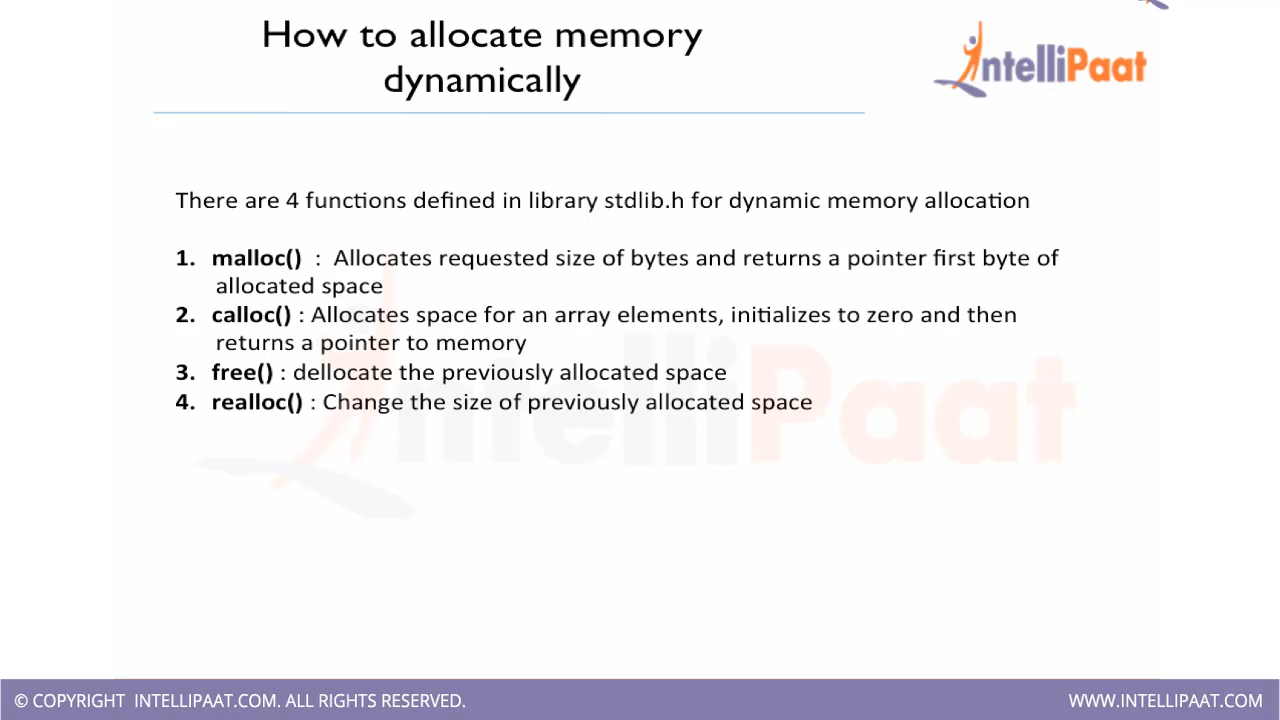 How to allocate memory
dynamically
IntelliPaat
There are 4 functions defined in library stdlib.h for dynamic memory allocation
1. malloc() : Allocates requested size of bytes and returns a pointer first byte of
allocated space
2. calloc() : Allocates space for an array elements, initializes to zero and then
returns a pointer to memory
3. free() : dellocate the previously allocated space
4. realloc() : Change the size of previously allocated space
IntelliPaat
© COPYRIGHT INTELLIPAAT.COM. ALL RIGHTS RESERVED.
WWW.INTELLIPAAT.COM